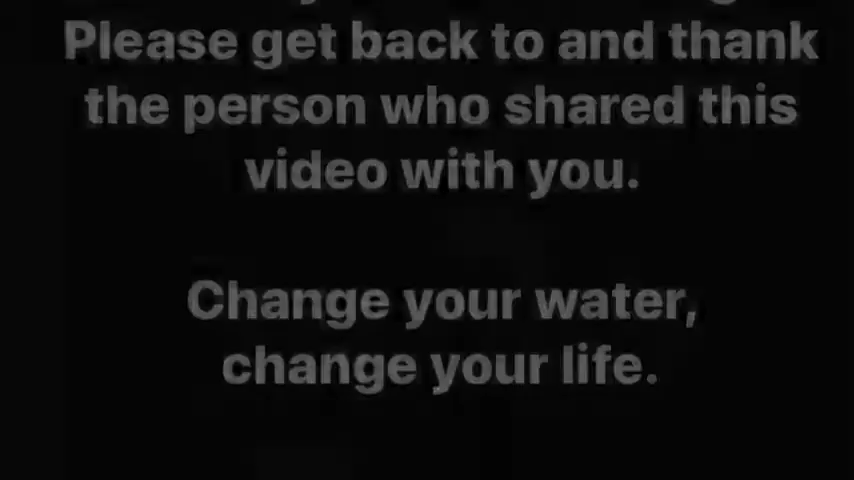 Please get back to and thank
the person who shared this
video with you.
Change your water,
change your life.